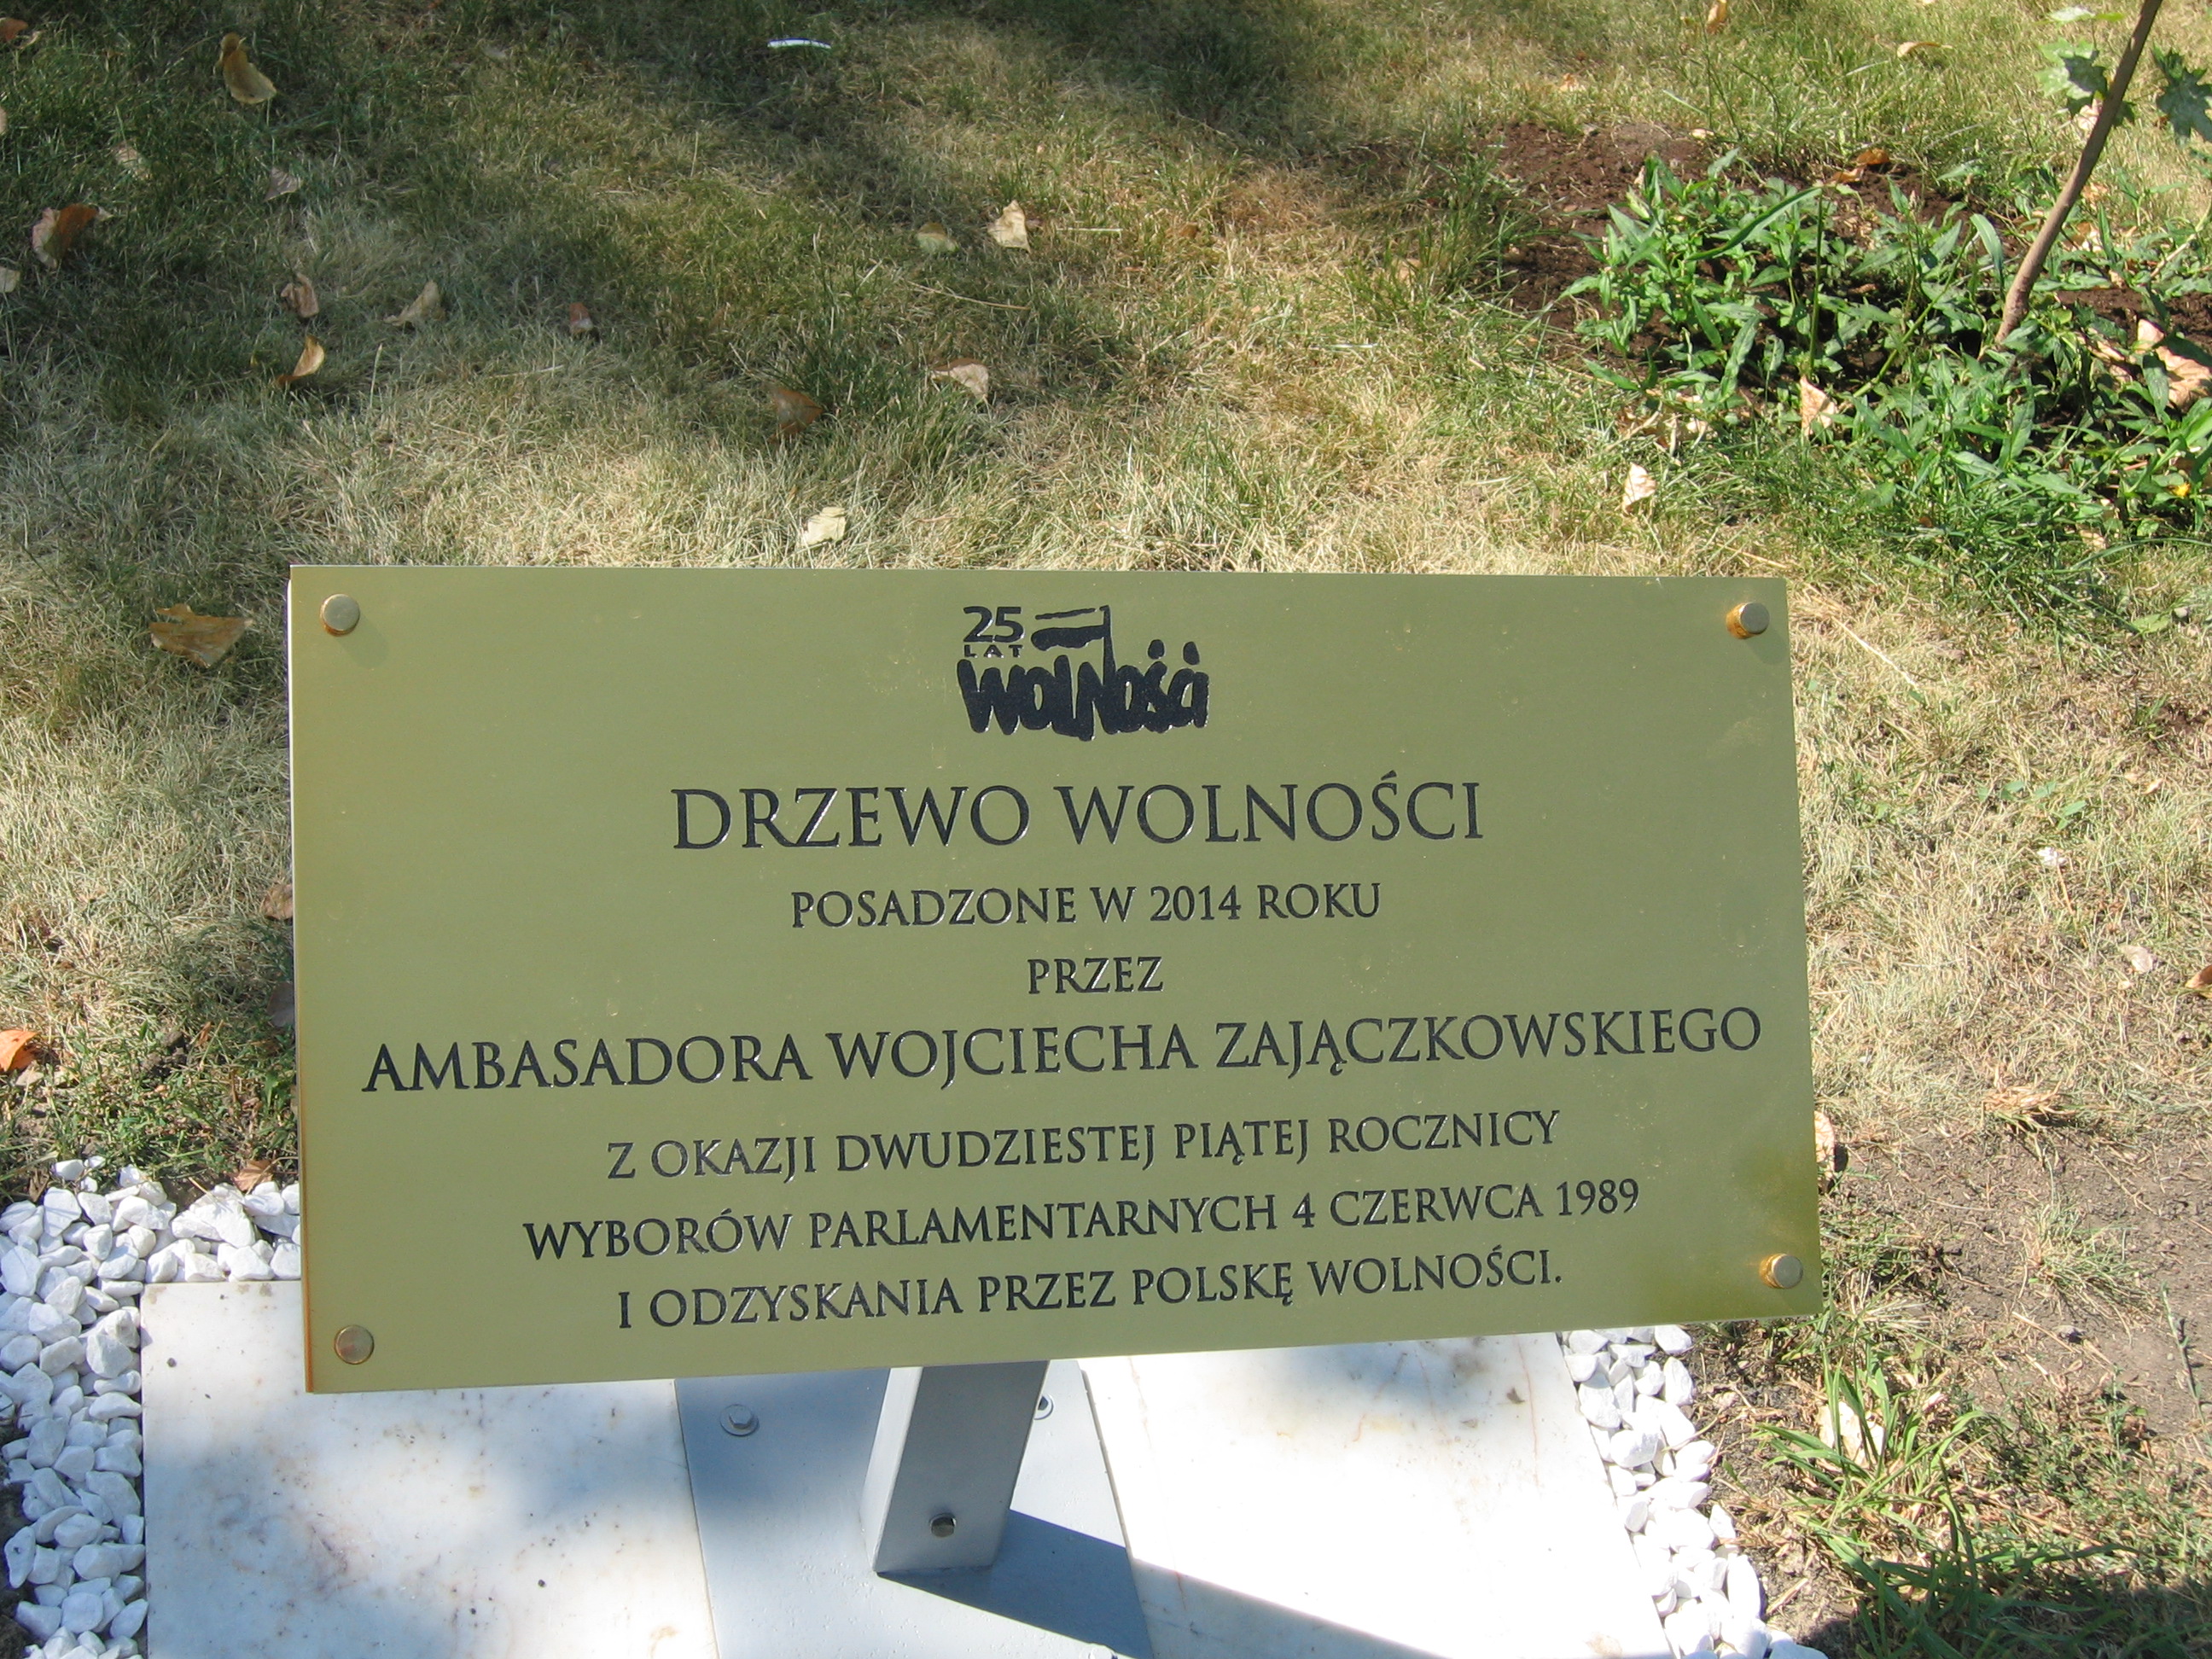 25
LAT
WOLNOŚCI
DRZEWO WOLNOŚCI
POSADZONE W 2014 ROKU
PRZEZ
AMBASADORA WOJCIECHA ZAJĄCZKOWSKIEGO
Z OKAZJI DWUDZIESTEJ PIĄTEJ ROCZNICY
WYBORÓW PARLAMENTARNYCH 4 CZERWCA 1989
I ODZYSKANIA PRZEZ POLSKĘ WOLNOŚCI.